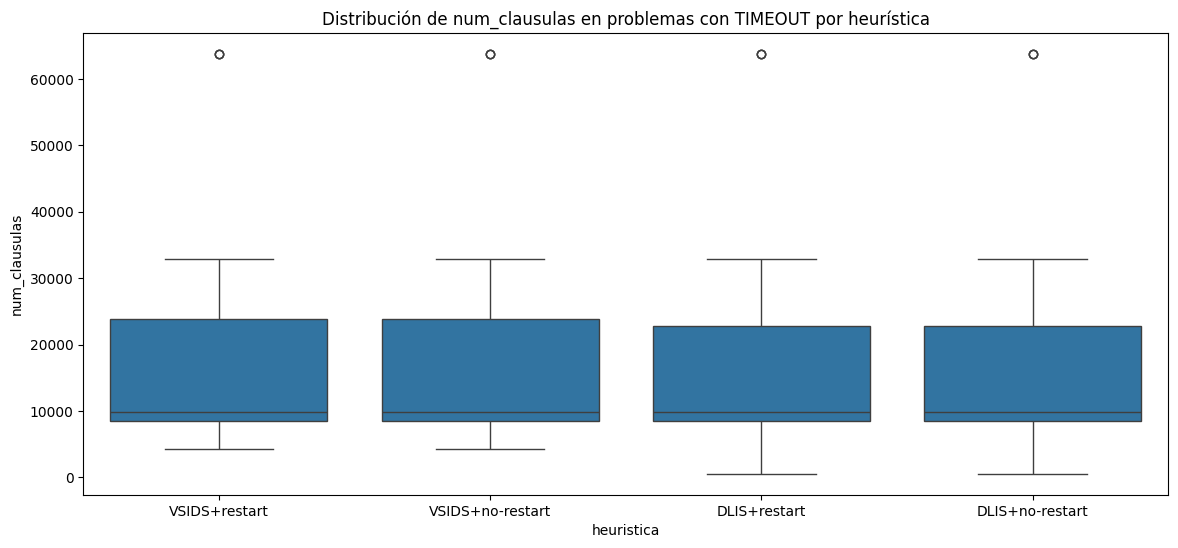 Distribución de num_clausulas en problemas con TIMEOUT por heurística
num_clausulas
60000
50000
40000
30000
20000
10000
0
VSIDS+restart
VSIDS+no-restart
DLIS+restart
DLIS+no-restart
heuristica